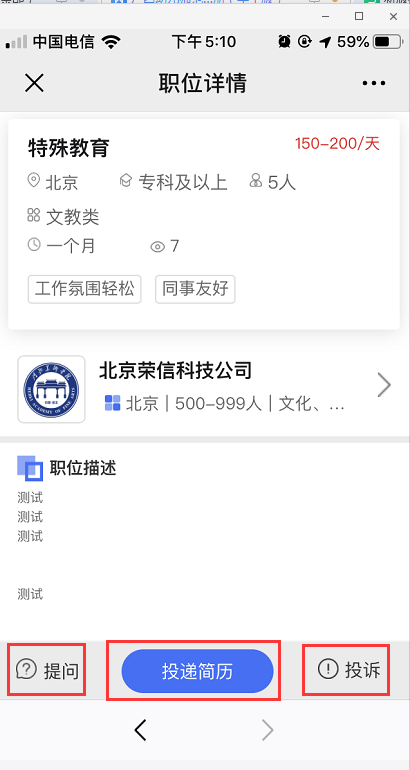 中国电信 下午5:10 59%
职位详情
特殊教育 150-200/天
北京 专科及以上 5人
文教类
一个月 7
工作氛围轻松 同事友好
北京荣信科技公司
北京 | 500-999人 | 文化、...
职位描述
测试
测试
测试
测试
提问 投递简历 投诉